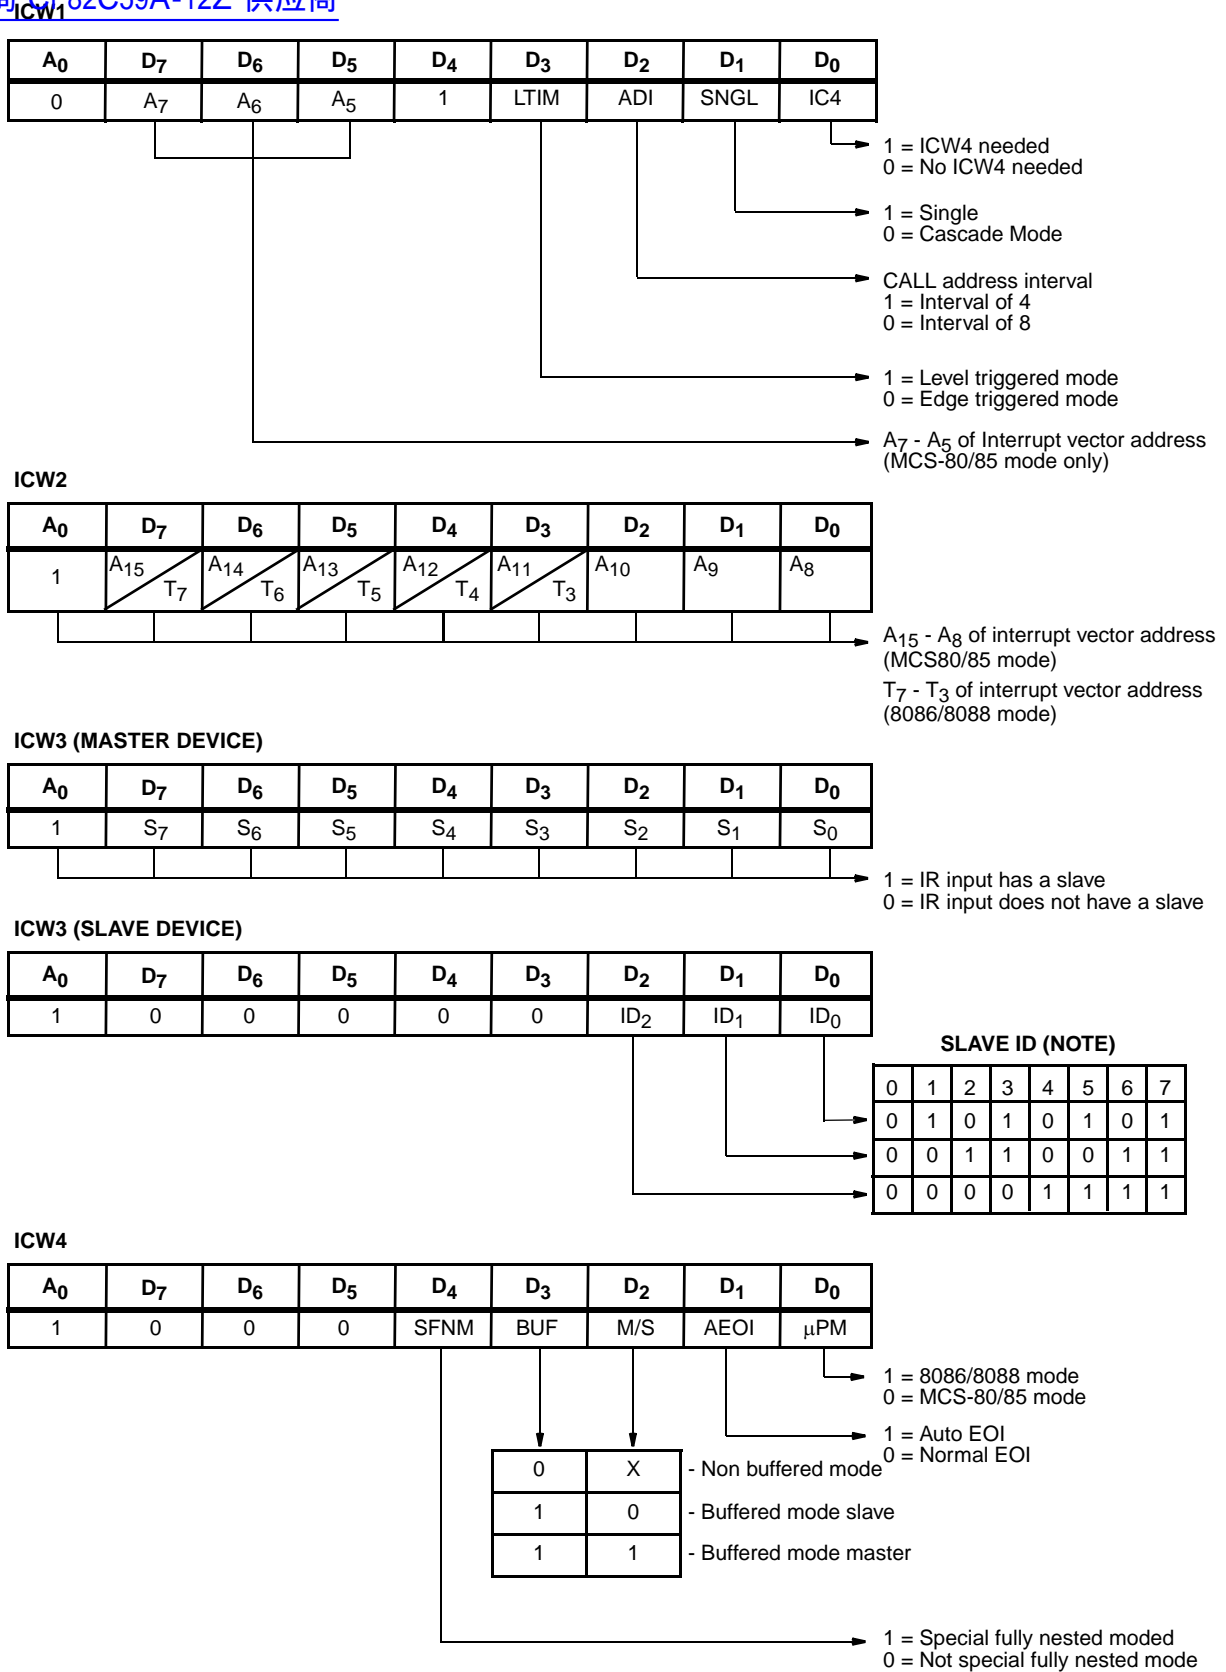 CP82C59A-12Z 供应商
ICW1
A0 D7 D6 D5 D4 D3 D2 D1 D0
0 A7 A6 A5 1 LTIM ADI SNGL IC4
1 = ICW4 needed
0 = No ICW4 needed
1 = Single
0 = Cascade Mode
CALL address interval
1 = Interval of 4
0 = Interval of 8
1 = Level triggered mode
0 = Edge triggered mode
A7 - A5 of Interrupt vector address
(MCS-80/85 mode only)
ICW2
A0 D7 D6 D5 D4 D3 D2 D1 D0
1 A15 T7 A14 T6 A13 T5 A12 T4 A11 T3 A10 A9 A8
A15 - A8 of interrupt vector address
(MCS80/85 mode)
T7 - T3 of interrupt vector address
(8086/8088 mode)
ICW3 (MASTER DEVICE)
A0 D7 D6 D5 D4 D3 D2 D1 D0
1 S7 S6 S5 S4 S3 S2 S1 S0
1 = IR input has a slave
0 = IR input does not have a slave
ICW3 (SLAVE DEVICE)
A0 D7 D6 D5 D4 D3 D2 D1 D0
1 0 0 0 0 0 ID2 ID1 ID0
SLAVE ID (NOTE)
0 1 2 3 4 5 6 7
0 1 0 1 0 1 0 1
0 0 1 1 0 0 1 1
0 0 0 0 1 1 1 1
ICW4
A0 D7 D6 D5 D4 D3 D2 D1 D0
1 0 0 0 SFNM BUF M/S AEOI μPM
1 = 8086/8088 mode
0 = MCS-80/85 mode
1 = Auto EOI
0 = Normal EOI
0 X - Non buffered mode
1 0 - Buffered mode slave
1 1 - Buffered mode master
1 = Special fully nested moded
0 = Not special fully nested mode